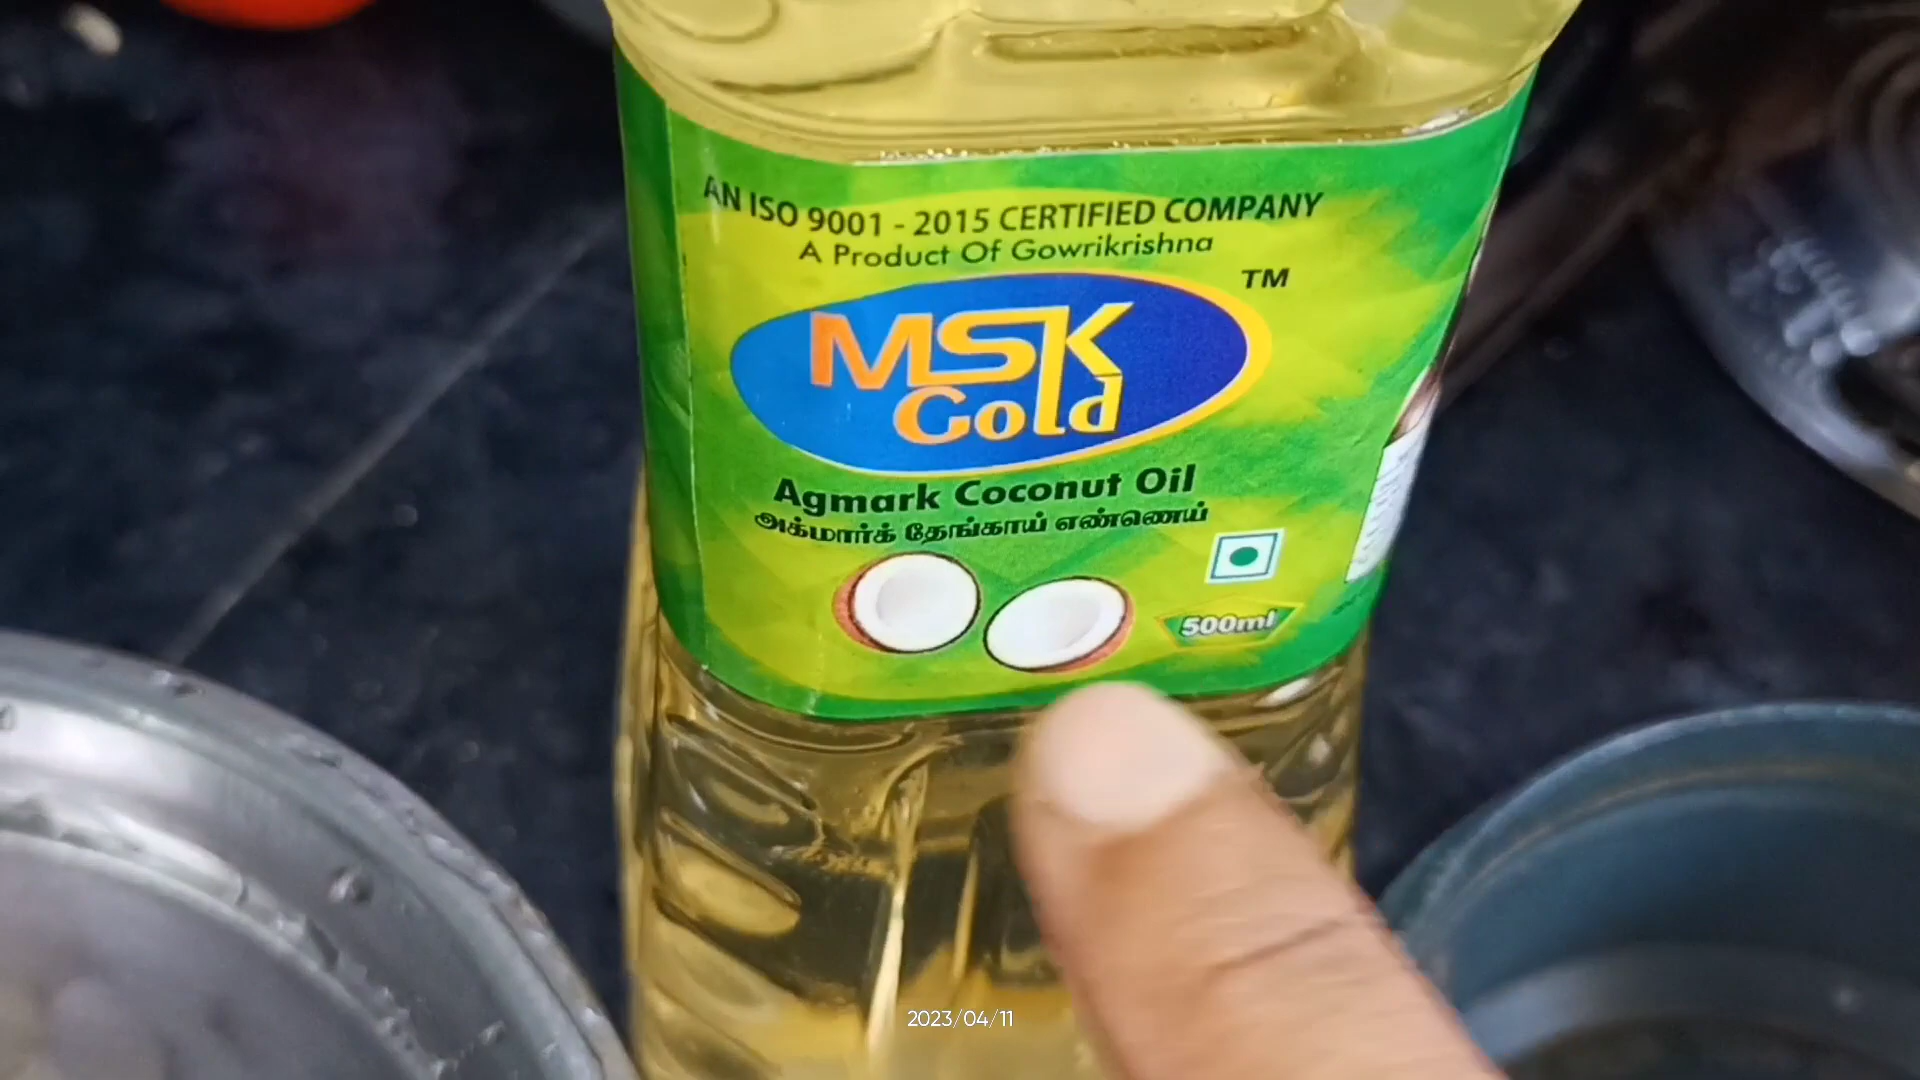 AN ISO 9001 - 2015 CERTIFIED COMPANY
A Product Of Gowrikrishna
TM
MSK
Gold
Agmark Coconut Oil
அக்மார்க் தேங்காய் எண்ணெய்
500ml
2023/04/11